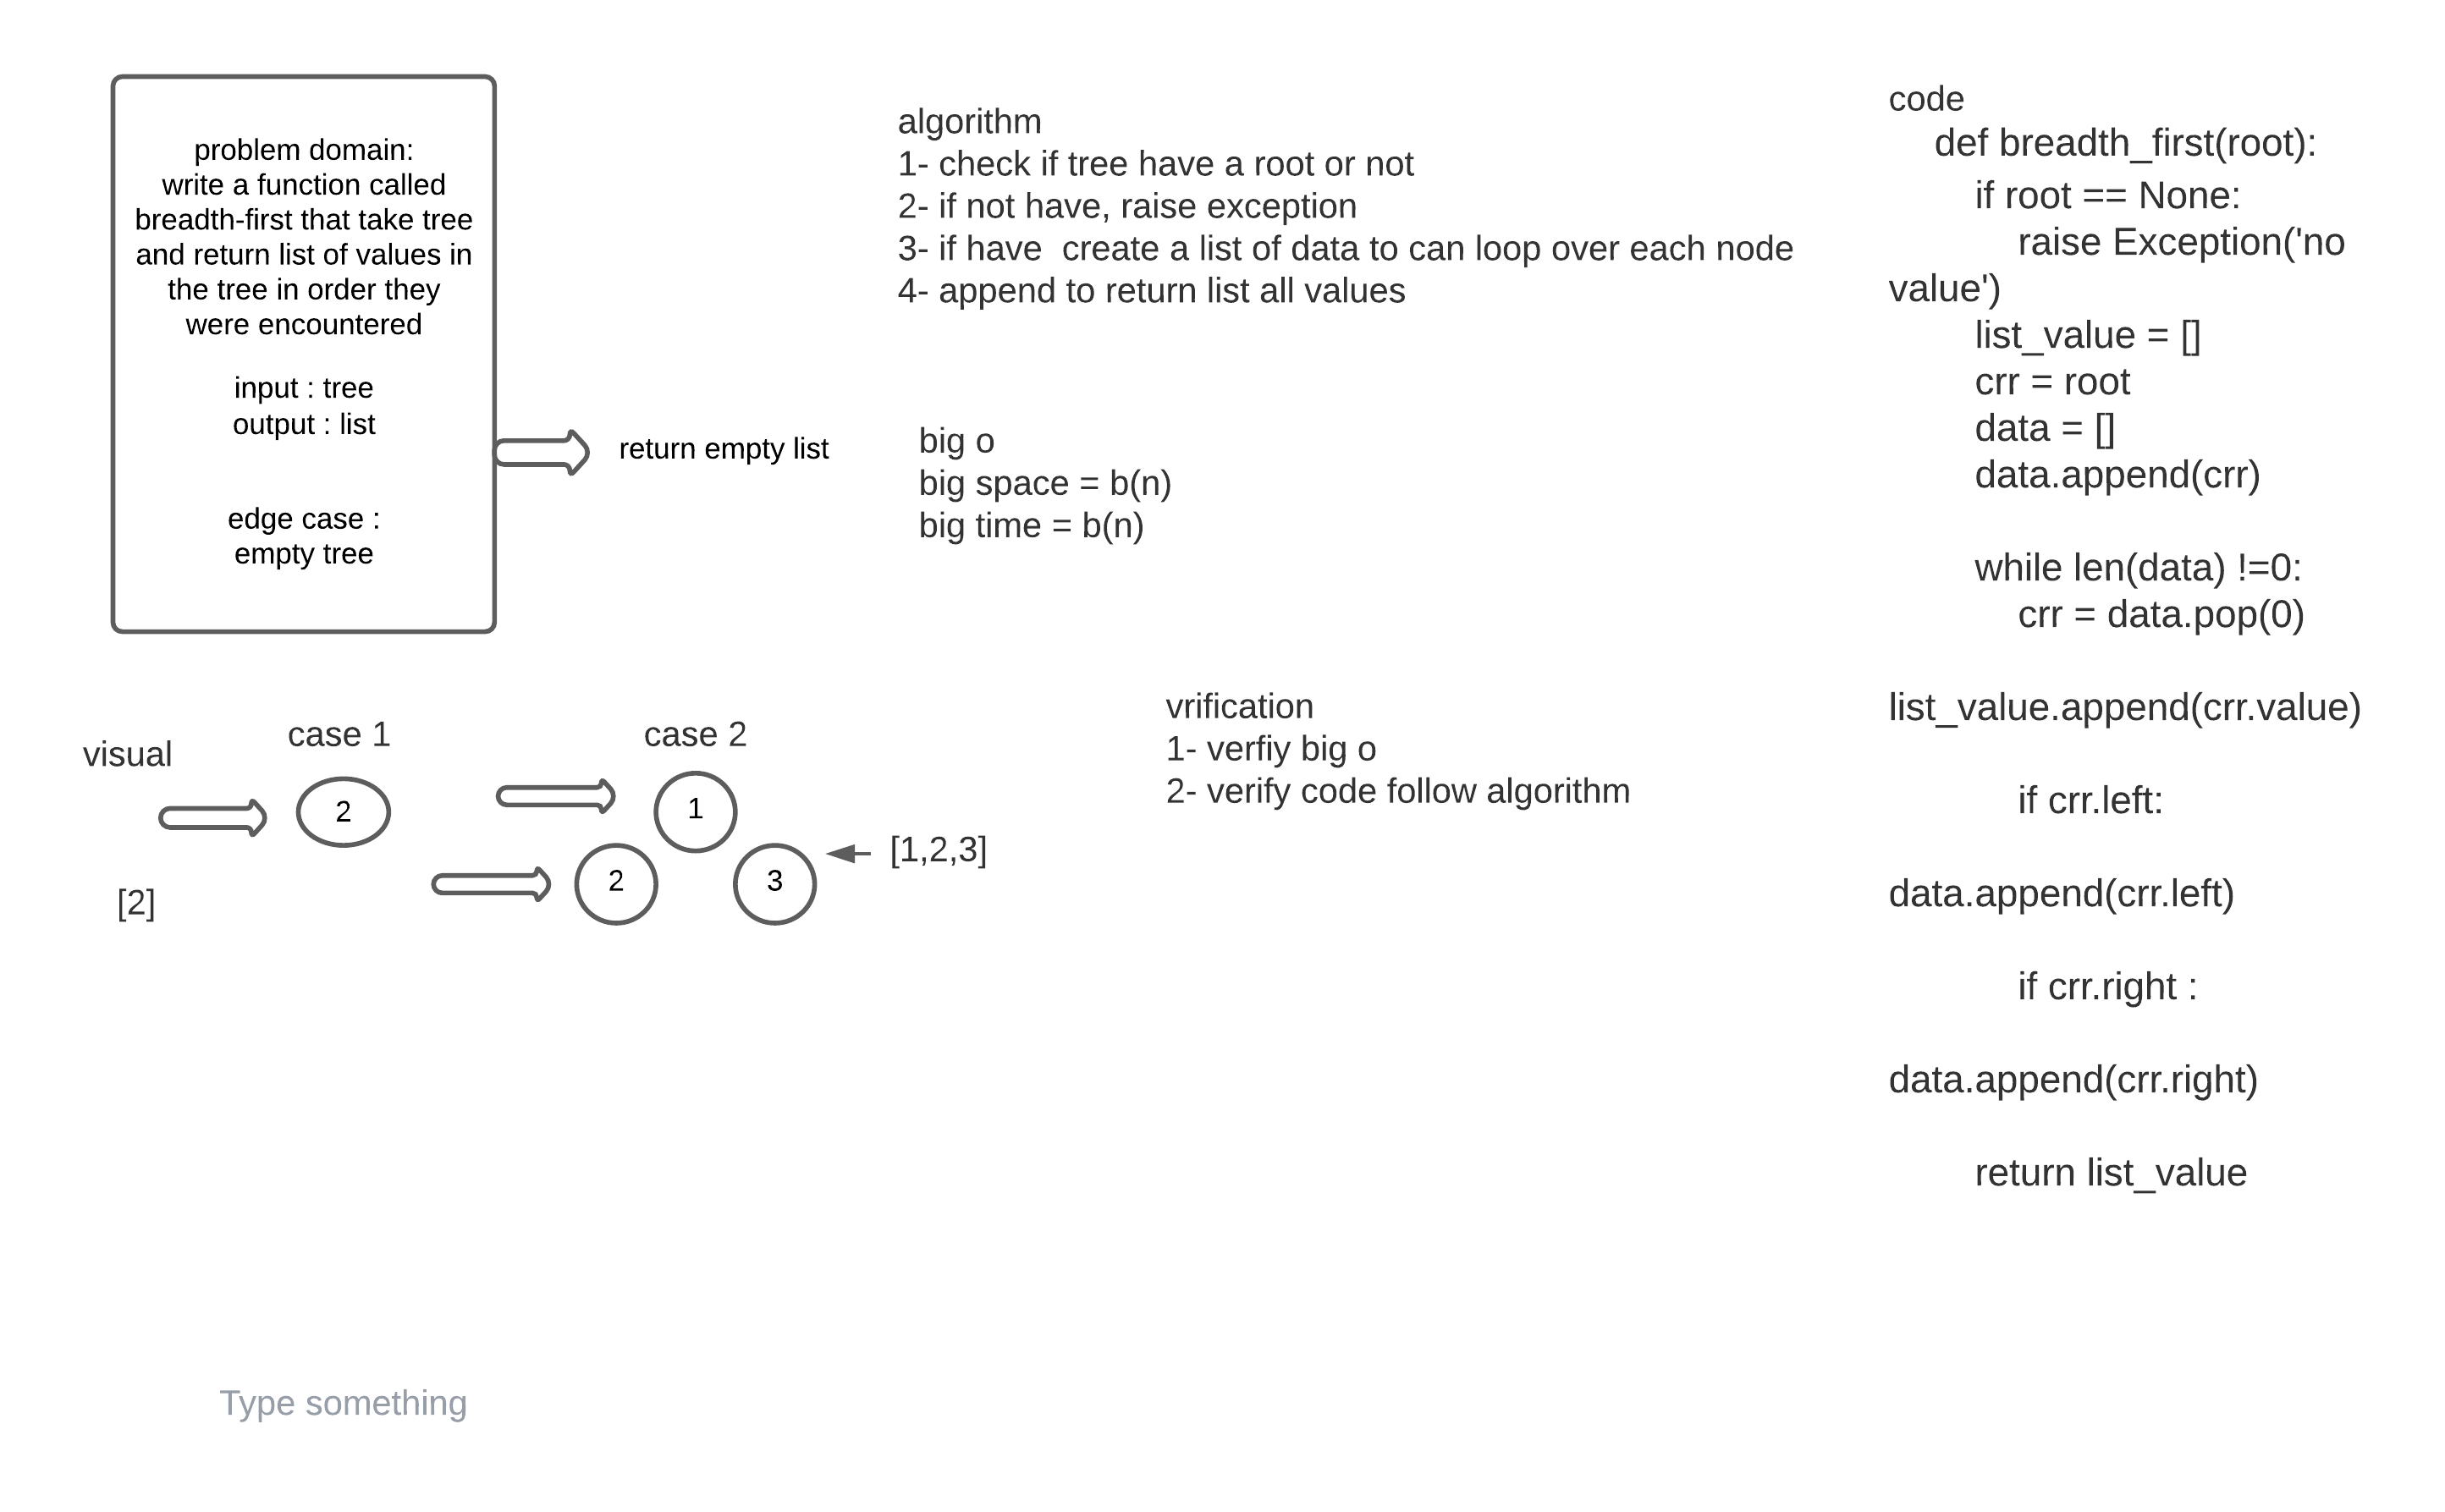 problem domain:
write a function called
breadth-first that take tree
and return list of values in
the tree in order they
were encountered
input : tree
output : list
edge case :
empty tree
return empty list
algorithm
1- check if tree have a root or not
2- if not have, raise exception
3- if have  create a list of data to can loop over each node
4- append to return list all values
big o
big space = b(n)
big time = b(n)
visual
case 1
2
[2]
case 2
1
2
3
[1,2,3]
vrification
1- verfiy big o
2- verify code follow algorithm
code
def breadth_first(root):
if root == None:
raise Exception('no
value')
list_value = []
crr = root
data = []
data.append(crr)
while len(data) !=0:
crr = data.pop(0)
list_value.append(crr.value)
if crr.left:
data.append(crr.left)
if crr.right :
data.append(crr.right)
return list_value
Type something